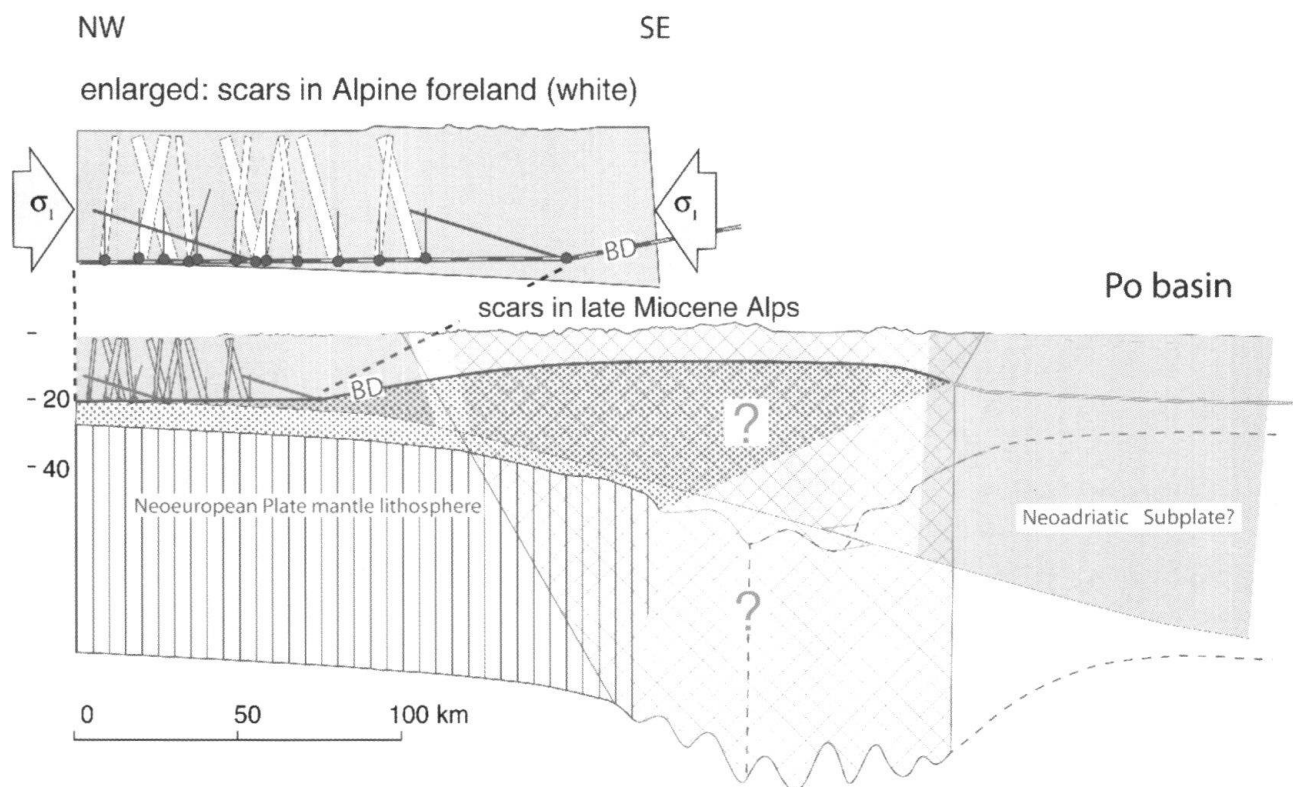 NW
SE
enlarged: scars in Alpine foreland (white)
σ₁
σ₁
BD
Po basin
scars in late Miocene Alps
-
BD
- 20
?
- 40
Neoeuropean Plate mantle lithosphere
Neoadriatic Subplate?
?
0 50 100 km